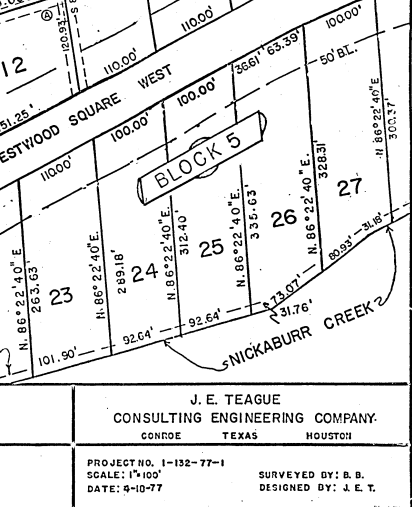 100.00'
110.00'
120.93'
S 8
A
12
110.00'
36.61' 63.39'
50' B.L.
100.00'
51.25'
WESTWOOD SQUARE WEST
100.00'
110.00'
BLOCK 5
N. 86° 22' 40" E
300.37'
N. 86° 22' 40" E.
328.31'
N. 86° 22' 40" E
335.63'
N. 86° 22' 40" E.
312.40'
N. 86° 22' 40" E.
289.18'
N. 86° 22' 40" E
263.63'
23
24
25
26
27
101.90'
92.64'
92.64'
73.07'
31.76'
80.93'
31.18'
NICKABURR CREEK
J. E. TEAGUE
CONSULTING ENGINEERING COMPANY.
CONROE TEXAS HOUSTON
PROJECT NO. 1-132-77-1
SCALE: 1"=100' SURVEYED BY: B. B.
DATE: 4-10-77 DESIGNED BY: J. E. T.